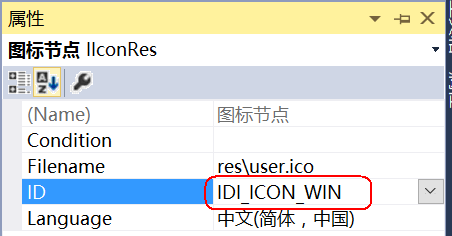 属性
图标节点 IIconRes
(Name) 图标节点
Condition
Filename res\user.ico
ID IDI_ICON_WIN
Language 中文(简体，中国)